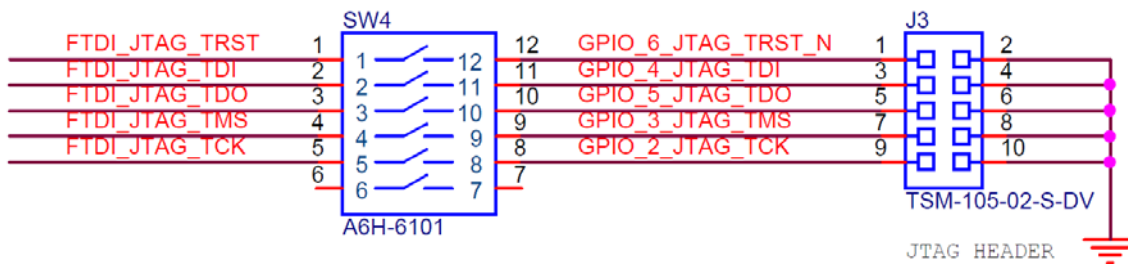 SW4 J3
FTDI_JTAG_TRST 1 1 12 12 GPIO_6_JTAG_TRST_N 1 2
FTDI_JTAG_TDI 2 2 11 11 GPIO_4_JTAG_TDI 3 4
FTDI_JTAG_TDO 3 3 10 10 GPIO_5_JTAG_TDO 5 6
FTDI_JTAG_TMS 4 4 9 9 GPIO_3_JTAG_TMS 7 8
FTDI_JTAG_TCK 5 5 8 8 GPIO_2_JTAG_TCK 9 10
6 6 7 7
A6H-6101 TSM-105-02-S-DV
JTAG HEADER